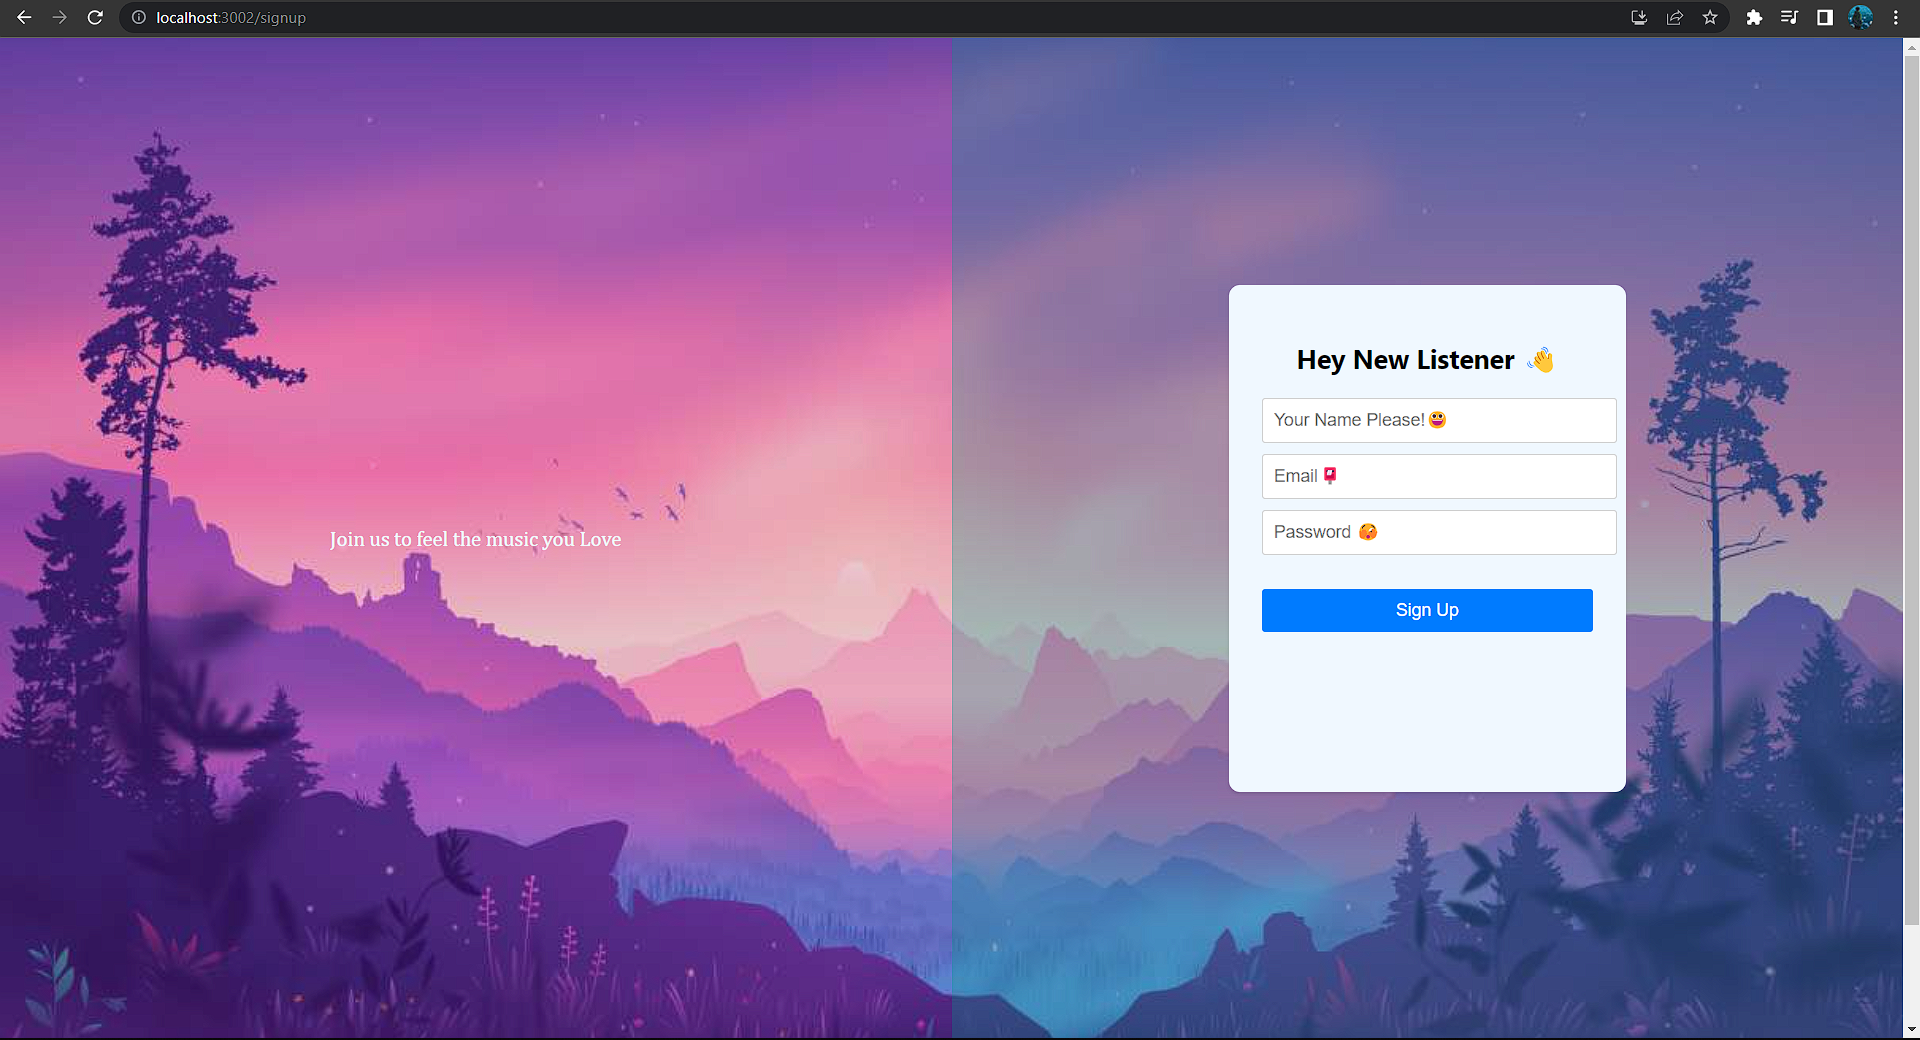 localhost:3002/signup
Join us to feel the music you Love
Hey New Listener 👋
Your Name Please!😀
Email📮
Password 🫣
Sign Up